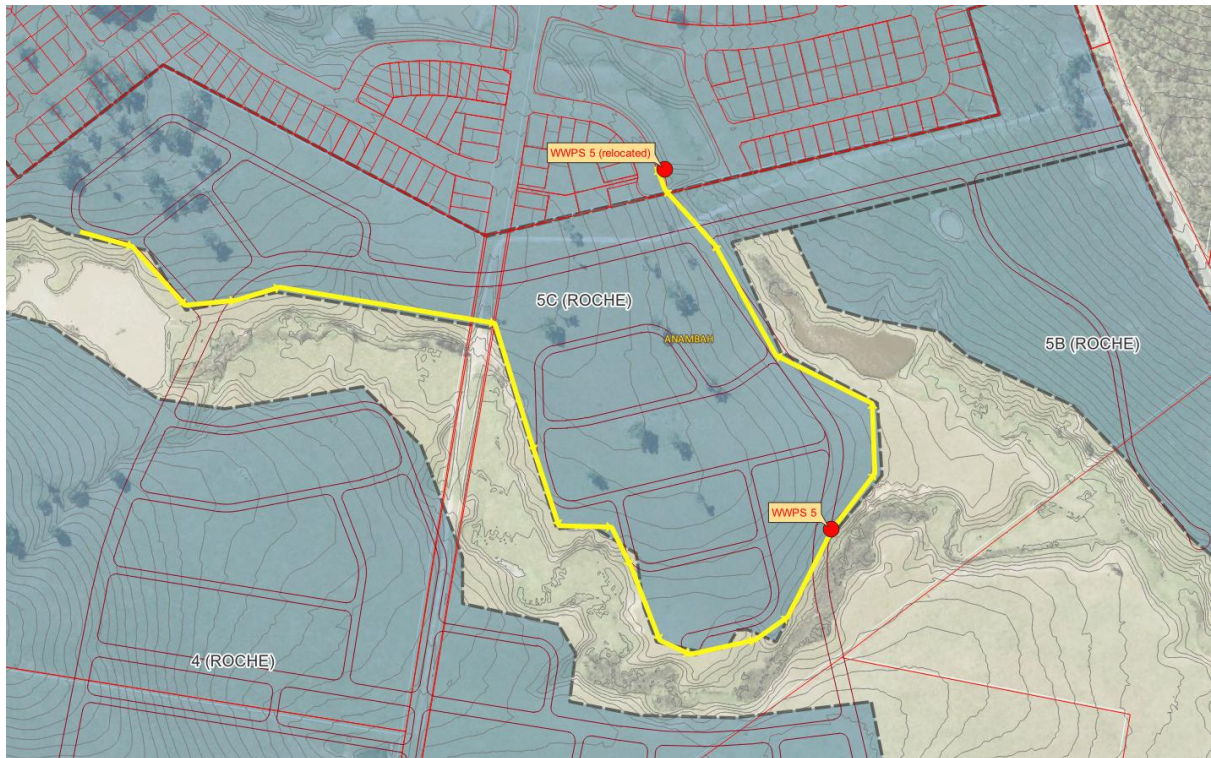 WWPS 5 (relocated)
5C (ROCHE)
ANAMBAH
5B (ROCHE)
WWPS 5
4 (ROCHE)